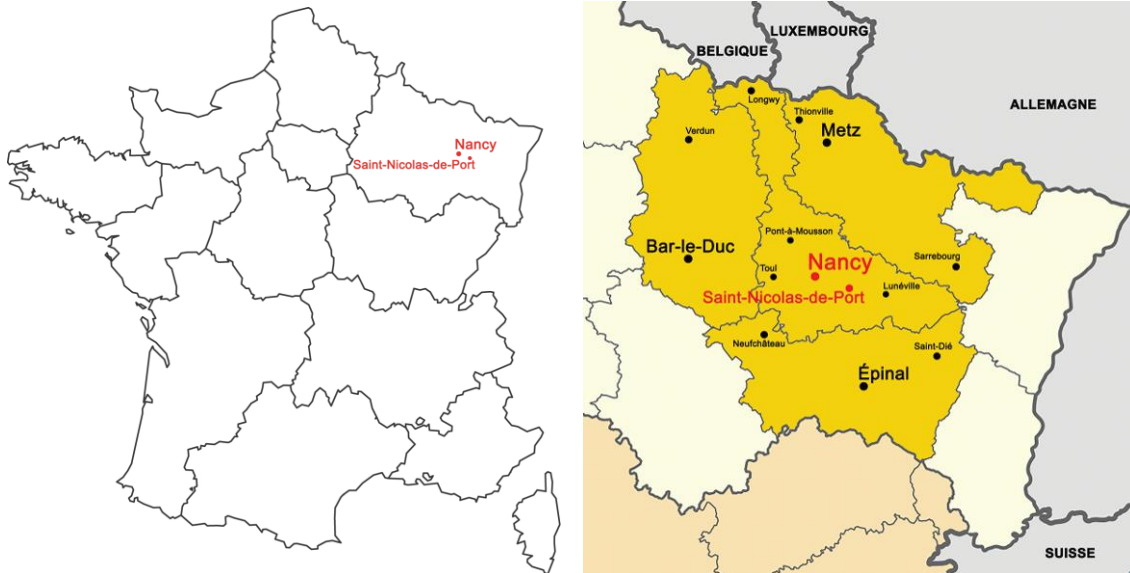 Nancy
Saint-Nicolas-de-Port
LUXEMBOURG
BELGIQUE
ALLEMAGNE
Longwy
Thionville
Verdun
Metz
Pont-à-Mousson
Bar-le-Duc
Nancy
Sarrebourg
Toul
Saint-Nicolas-de-Port
Lunéville
Neufchâteau
Saint-Dié
Épinal
SUISSE